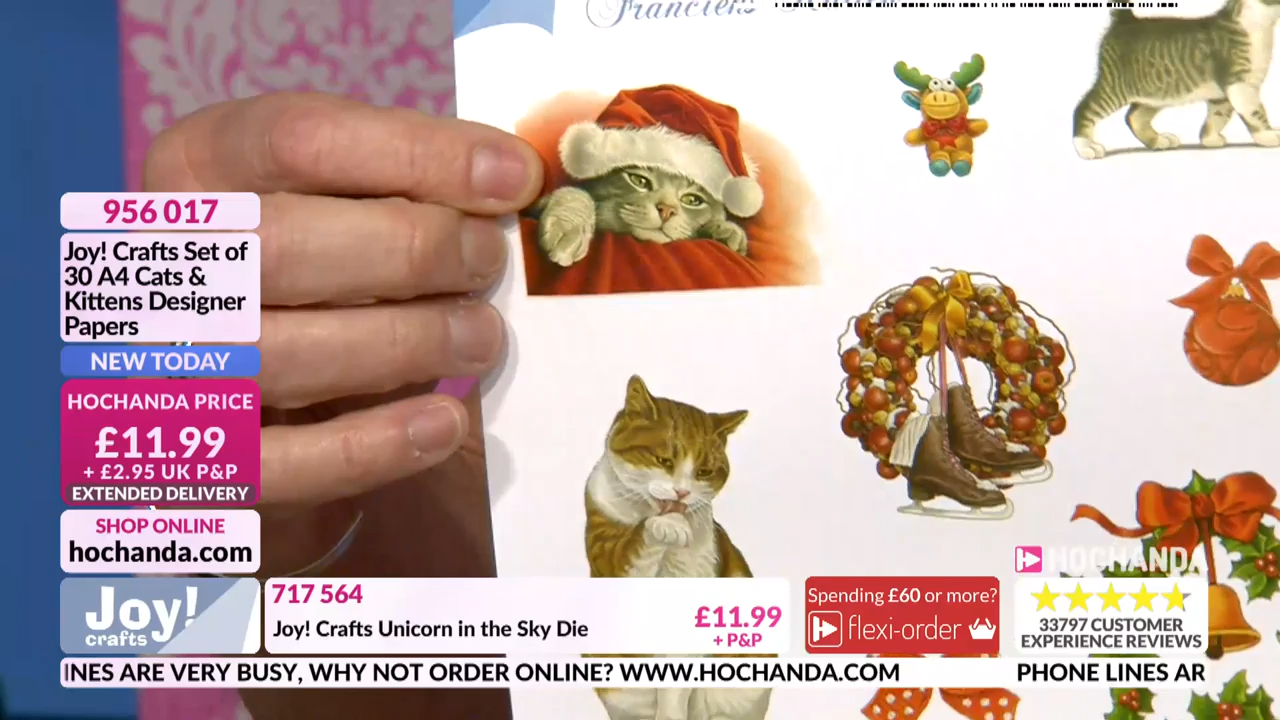 956 017
Joy! Crafts Set of
30 A4 Cats &
Kittens Designer
Papers
NEW TODAY
HOCHANDA PRICE
£11.99
+ £2.95 UK P&P
EXTENDED DELIVERY
SHOP ONLINE
hochanda.com
Joy!
crafts
717 564
Joy! Crafts Unicorn in the Sky Die
£11.99
+ P&P
Spending £60 or more?
flexi-order
HOCHANDA
33797 CUSTOMER
EXPERIENCE REVIEWS
INES ARE VERY BUSY, WHY NOT ORDER ONLINE? WWW.HOCHANDA.COM
PHONE LINES AR